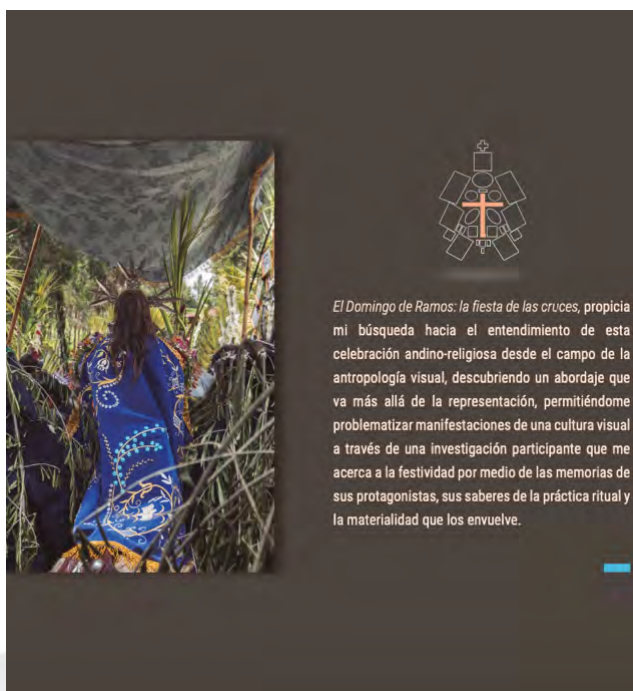 El Domingo de Ramos: la fiesta de las cruces, propicia
mi búsqueda hacia el entendimiento de esta
celebración andino-religiosa desde el campo de la
antropología visual, descubriendo un abordaje que
va más allá de la representación, permitiéndome
problematizar manifestaciones de una cultura visual
a través de una investigación participante que me
acerca a la festividad por medio de las memorias de
sus protagonistas, sus saberes de la práctica ritual y
la materialidad que los envuelve.